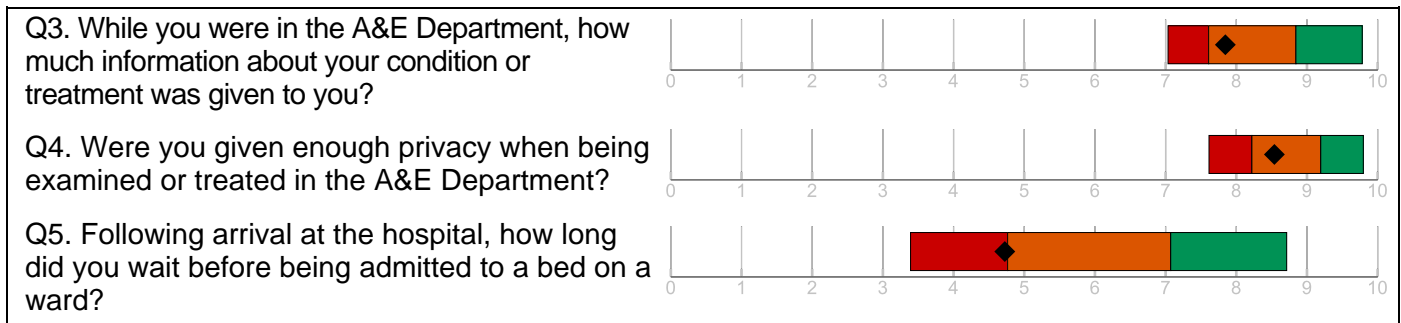 Q3. While you were in the A&E Department, how
much information about your condition or
treatment was given to you?
0 1 2 3 4 5 6 7 8 9 10
Q4. Were you given enough privacy when being
examined or treated in the A&E Department?
0 1 2 3 4 5 6 7 8 9 10
Q5. Following arrival at the hospital, how long
did you wait before being admitted to a bed on a
ward?
0 1 2 3 4 5 6 7 8 9 10